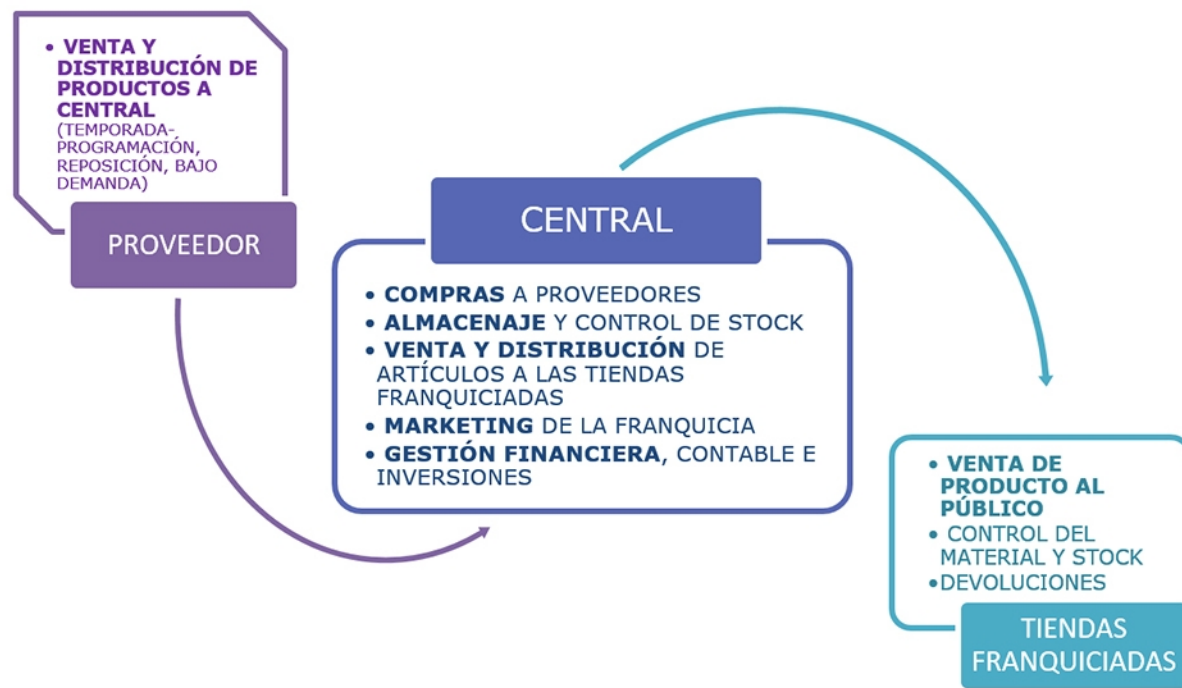 • VENTA Y
DISTRIBUCIÓN DE
PRODUCTOS A
CENTRAL
(TEMPORADA-
PROGRAMACIÓN,
REPOSICIÓN, BAJO
DEMANDA)
PROVEEDOR
CENTRAL
• COMPRAS A PROVEEDORES
• ALMACENAJE Y CONTROL DE STOCK
• VENTA Y DISTRIBUCIÓN DE
ARTÍCULOS A LAS TIENDAS
FRANQUICIADAS
• MARKETING DE LA FRANQUICIA
• GESTIÓN FINANCIERA, CONTABLE E
INVERSIONES
• VENTA DE
PRODUCTO AL
PÚBLICO
• CONTROL DEL
MATERIAL Y STOCK
•DEVOLUCIONES
TIENDAS
FRANQUICIADAS